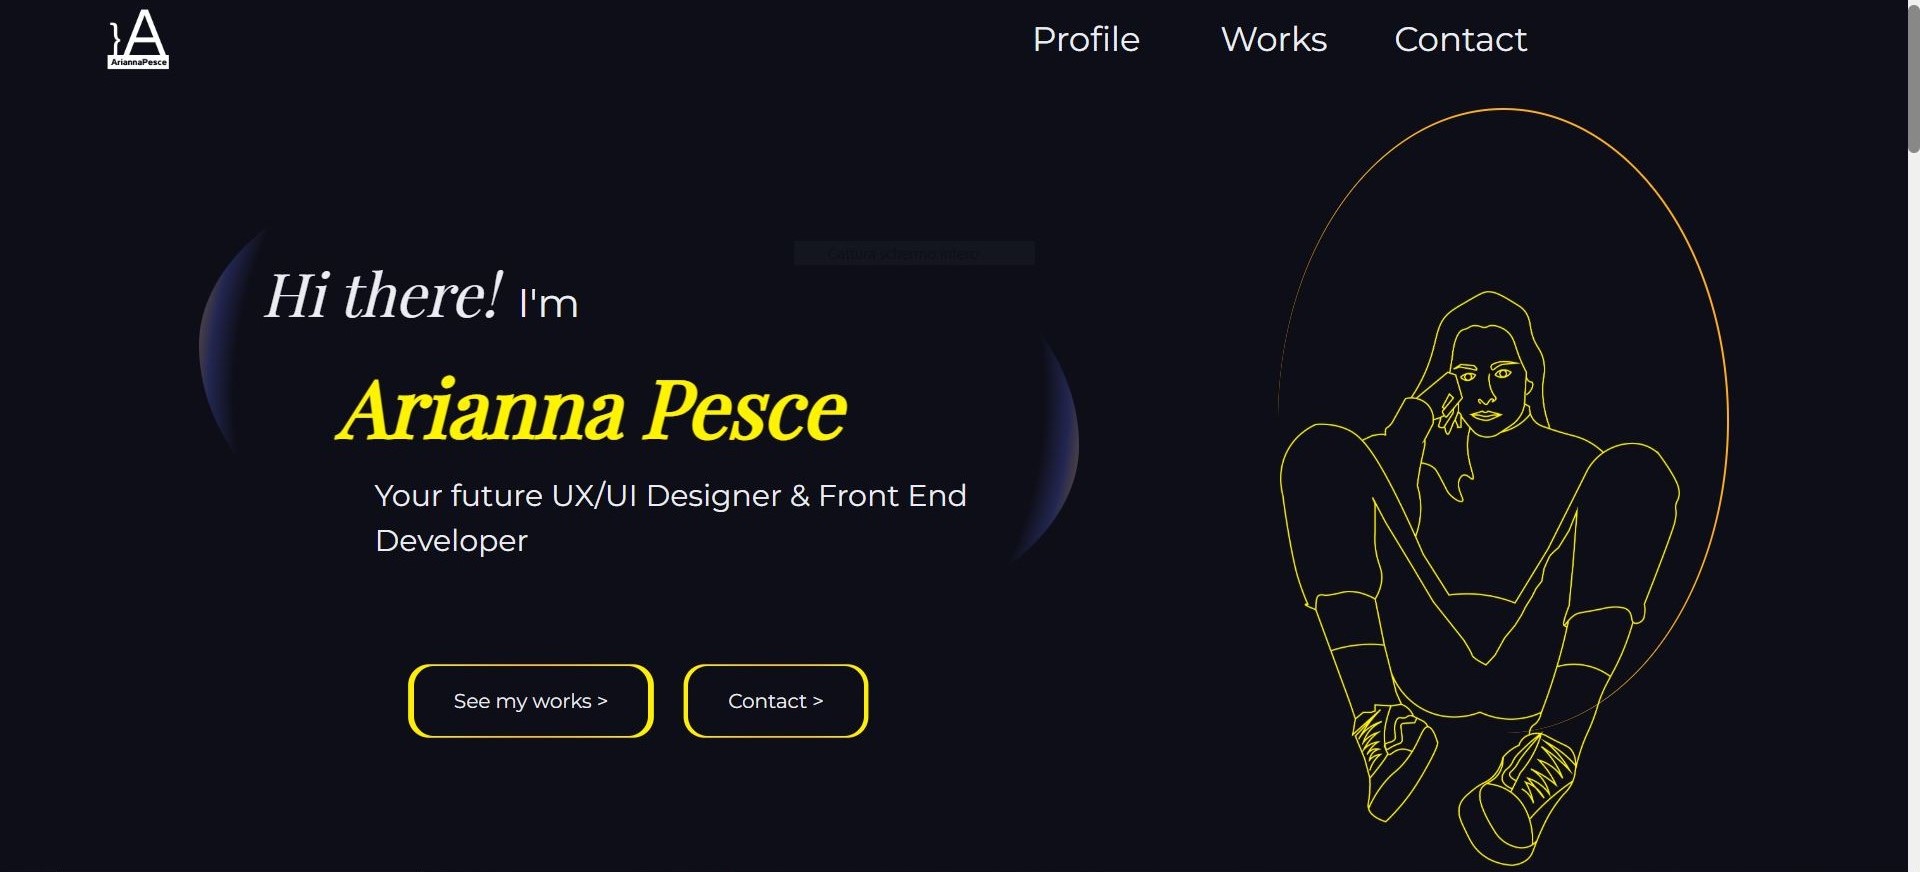 }A
AriannaPesce
Profile Works Contact
Hi there! I'm
Arianna Pesce
Your future UX/UI Designer & Front End
Developer
See my works > Contact >